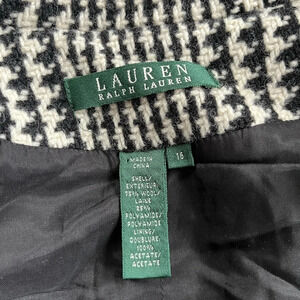 LAUREN
RALPH LAUREN
MADE IN
CHINA
16
SHELL/
EXTERIEUR:
75% WOOL/
LAINE
25%
POLYAMIDE/
POLYAMIDE
LINING/
DOUBLURE:
100%
ACETATE/
ACETATE